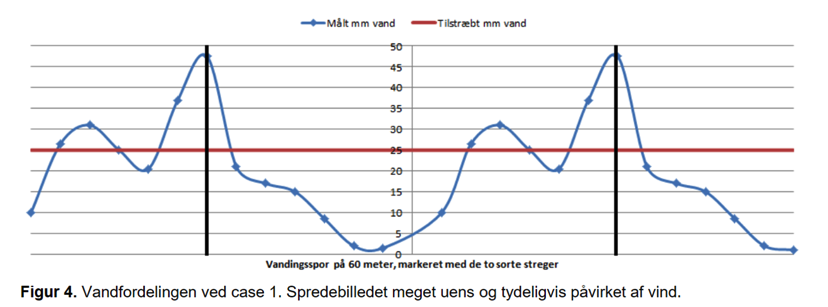 Målt mm vand
Tilstræbt mm vand
50
45
40
35
30
25
20
15
10
5
0
Vandingsspor på 60 meter, markeret med de to sorte streger
Figur 4. Vandfordelingen ved case 1. Spredebilledet meget uens og tydeligvis påvirket af vind.